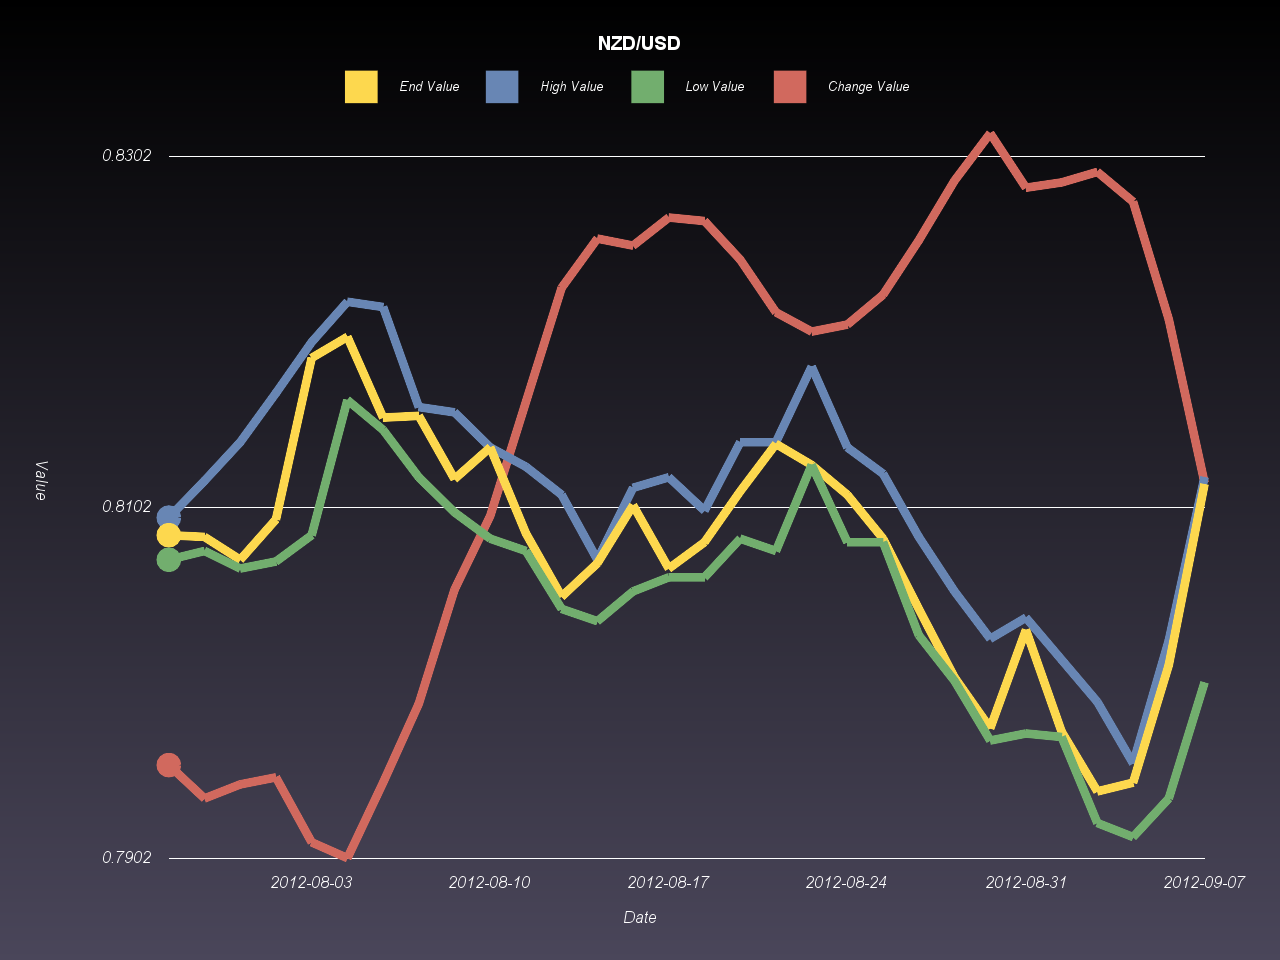 NZD/USD
End Value
High Value
Low Value
Change Value
0.8302
Value
0.8102
0.7902
2012-08-03
2012-08-10
2012-08-17
2012-08-24
2012-08-31
2012-09-07
Date